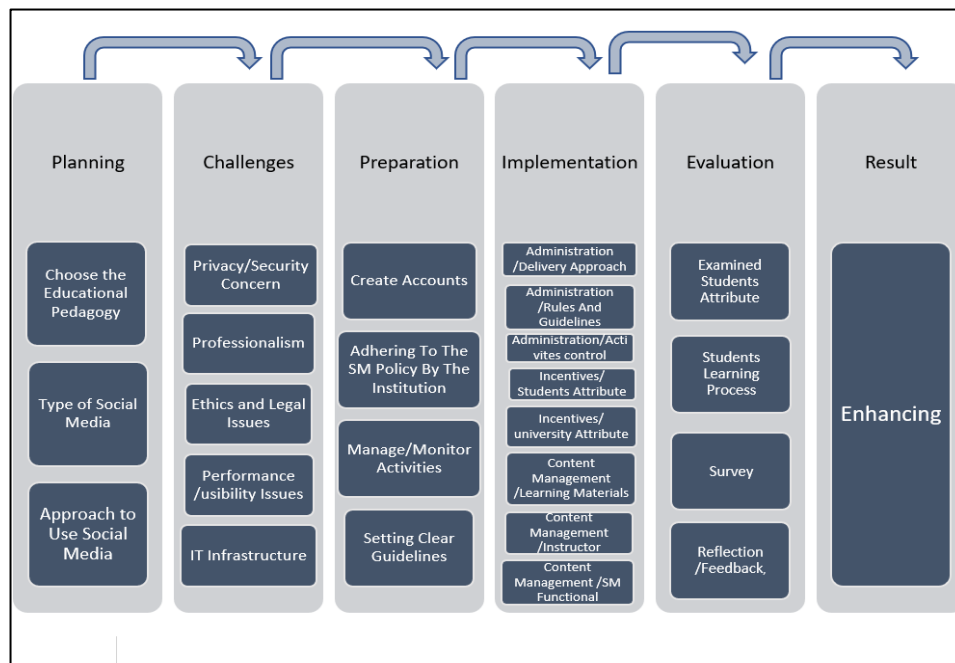 Planning
Challenges
Preparation
Implementation
Evaluation
Result
Choose the
Educational
Pedagogy
Type of Social
Media
Approach to
Use Social
Media
Privacy/Security
Concern
Professionalism
Ethics and Legal
Issues
Performance
/usibility Issues
IT Infrastructure
Create Accounts
Adhering To The
SM Policy By The
Institution
Manage/Monitor
Activities
Setting Clear
Guidelines
Administration
/Delivery Approach
Administration
/Rules And
Guidelines
Administration/Acti
vites control
Incentives/
Students Attribute
Incentives/
university Attribute
Content
Management
/Learning Materials
Content
Management
/Instructor
Content
Management /SM
Functional
Examined
Students
Attribute
Students
Learning
Process
Survey
Reflection
/Feedback,
Enhancing